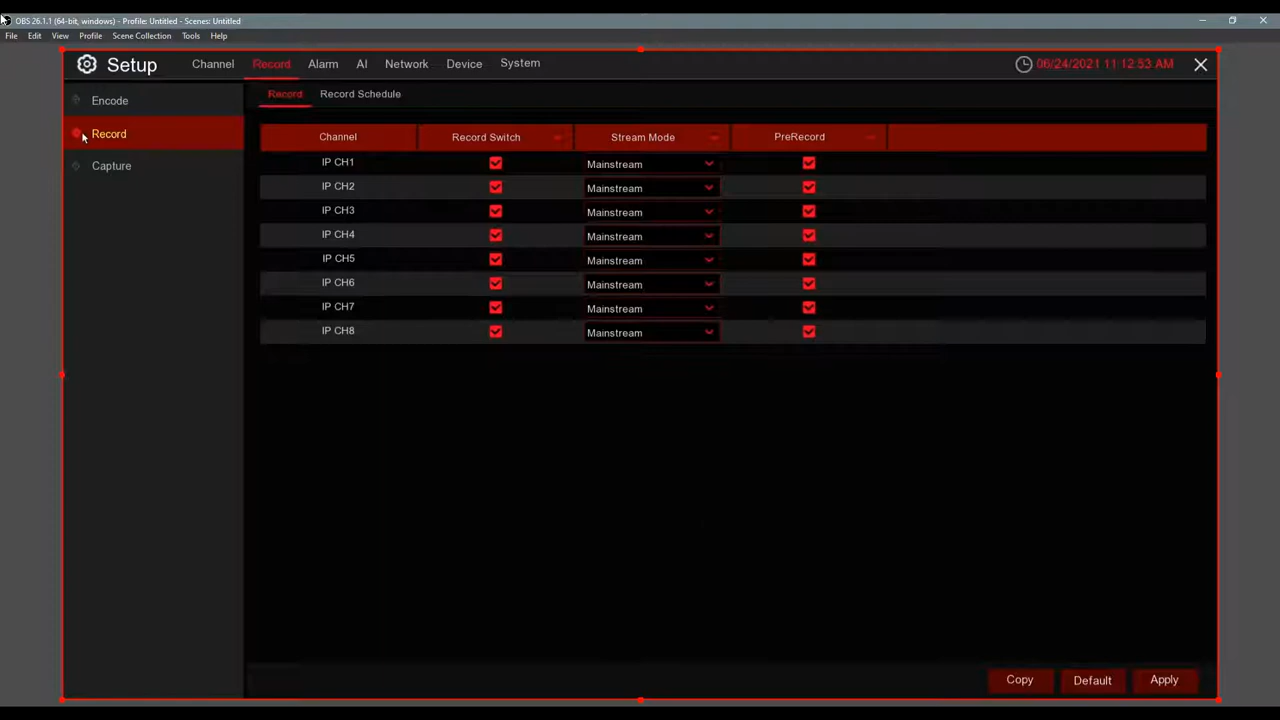 OBS 26.1.1 (64-bit, windows) - Profile: Untitled - Scenes: Untitled
File Edit View Profile Scene Collection Tools Help
Setup Channel Record Alarm AI Network Device System 06/24/2021 11:12:53 AM
Encode
Record
Capture
Record Record Schedule
Channel Record Switch Stream Mode PreRecord
IP CH1 Mainstream
IP CH2 Mainstream
IP CH3 Mainstream
IP CH4 Mainstream
IP CH5 Mainstream
IP CH6 Mainstream
IP CH7 Mainstream
IP CH8 Mainstream
Copy Default Apply